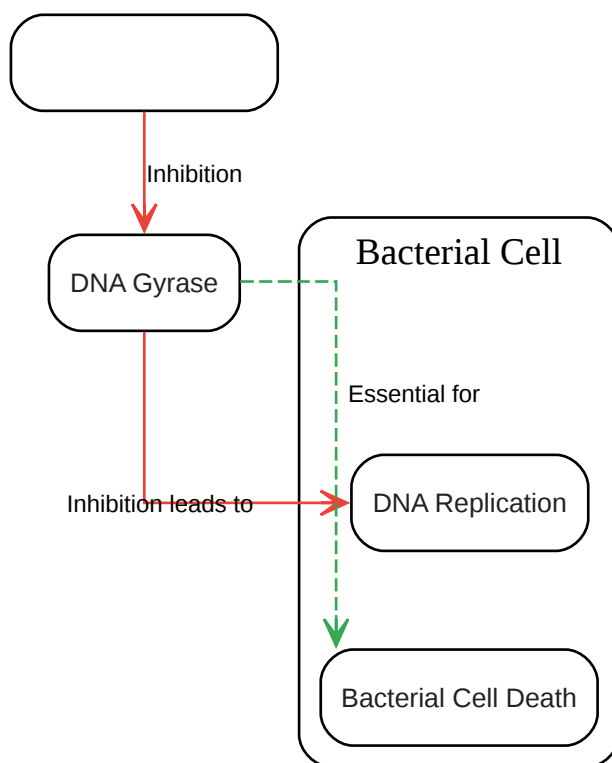 Inhibition
Bacterial Cell
DNA Gyrase
Essential for
Inhibition leads to
DNA Replication
Bacterial Cell Death